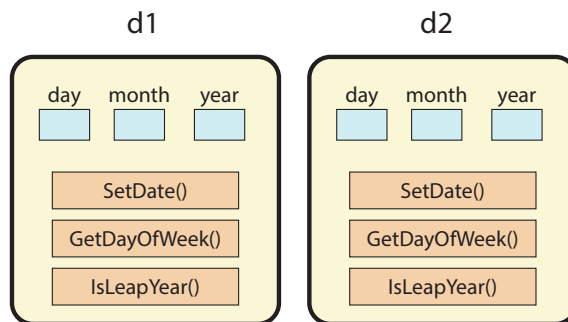 d1 d2
day month year day month year
SetDate() SetDate()
GetDayOfWeek() GetDayOfWeek()
IsLeapYear() IsLeapYear()